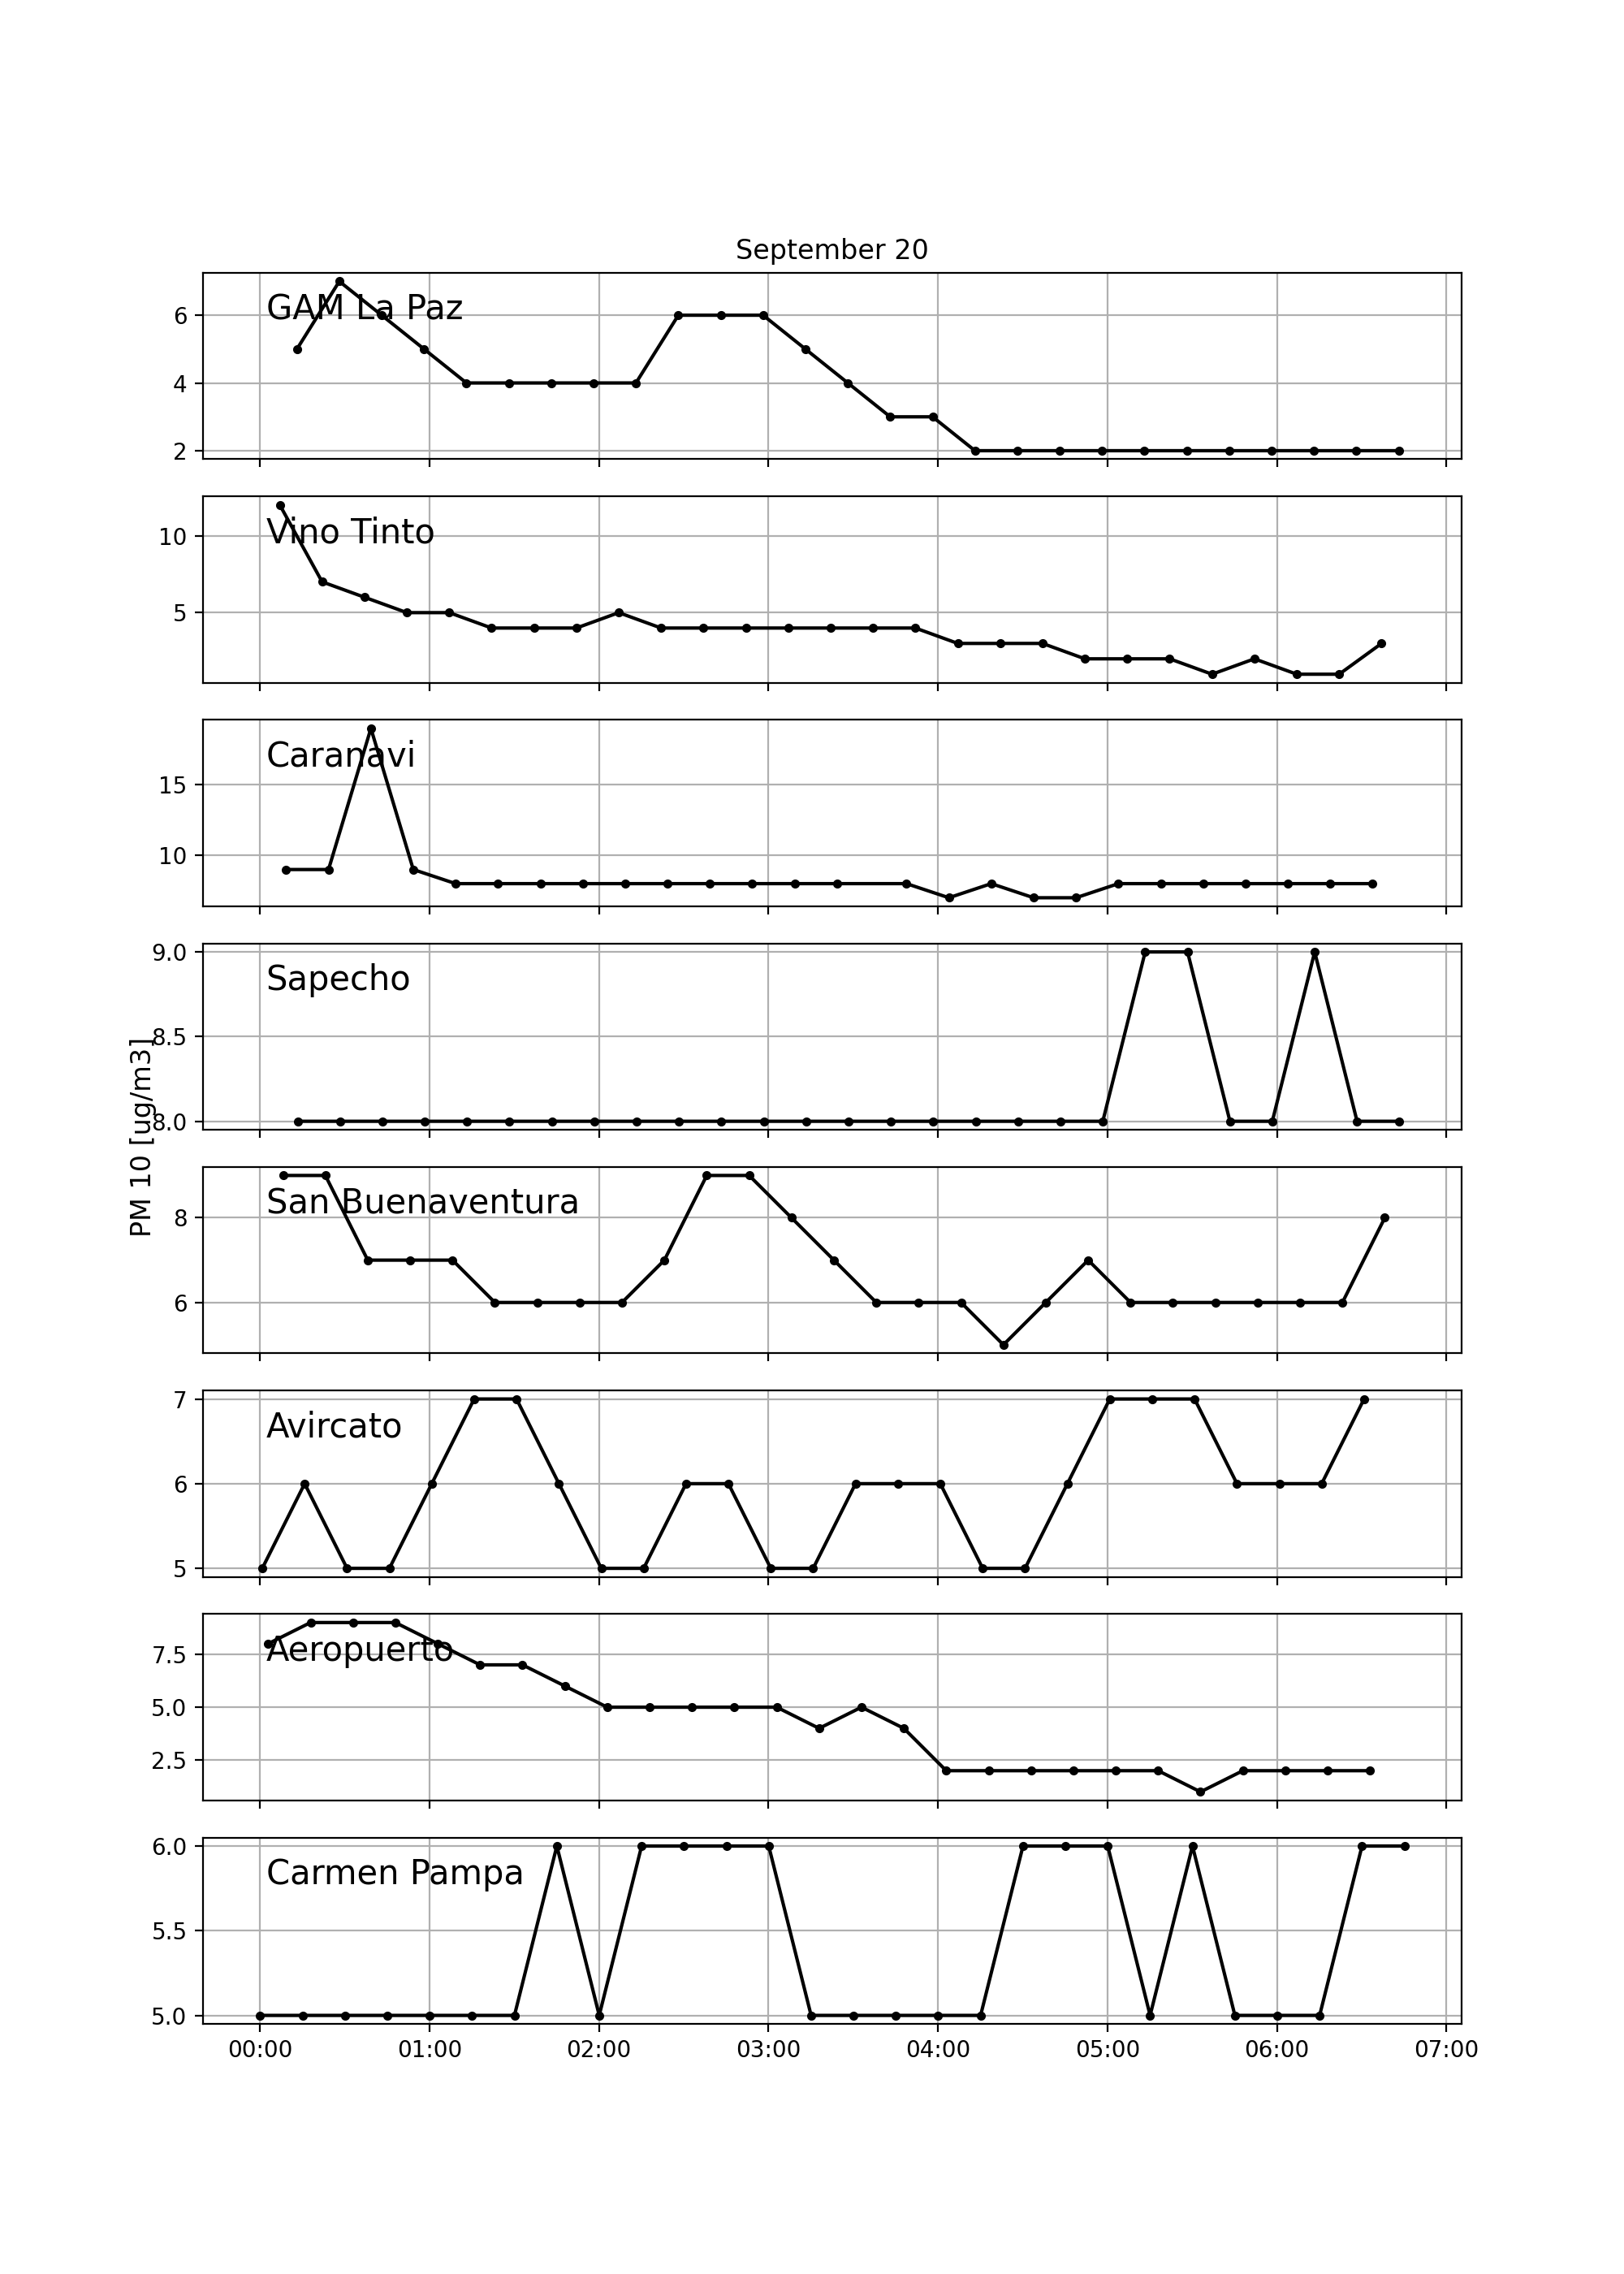 September 20
GAM La Paz
6
4
2
Vino Tinto
10
5
Caranavi
15
10
Sapecho
9.0
8.5
8.0
PM 10 [ug/m3]
San Buenaventura
8
6
Avircato
7
6
5
Aeropuerto
7.5
5.0
2.5
Carmen Pampa
6.0
5.5
5.0
00:00 01:00 02:00 03:00 04:00 05:00 06:00 07:00